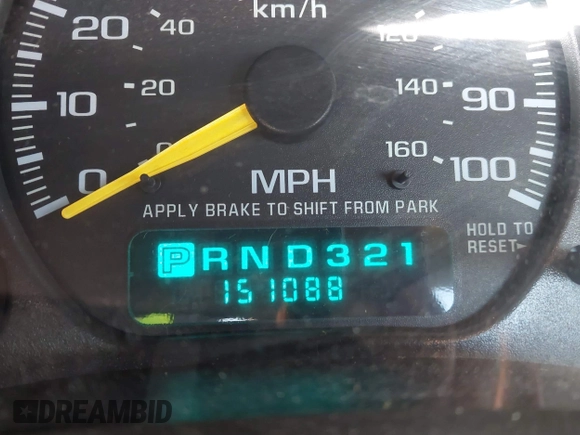 km/h
20 40 120
10 20 140 90
0 0 160 100
MPH
APPLY BRAKE TO SHIFT FROM PARK
HOLD TO
RESET
PRND321
151088
DREAMBID